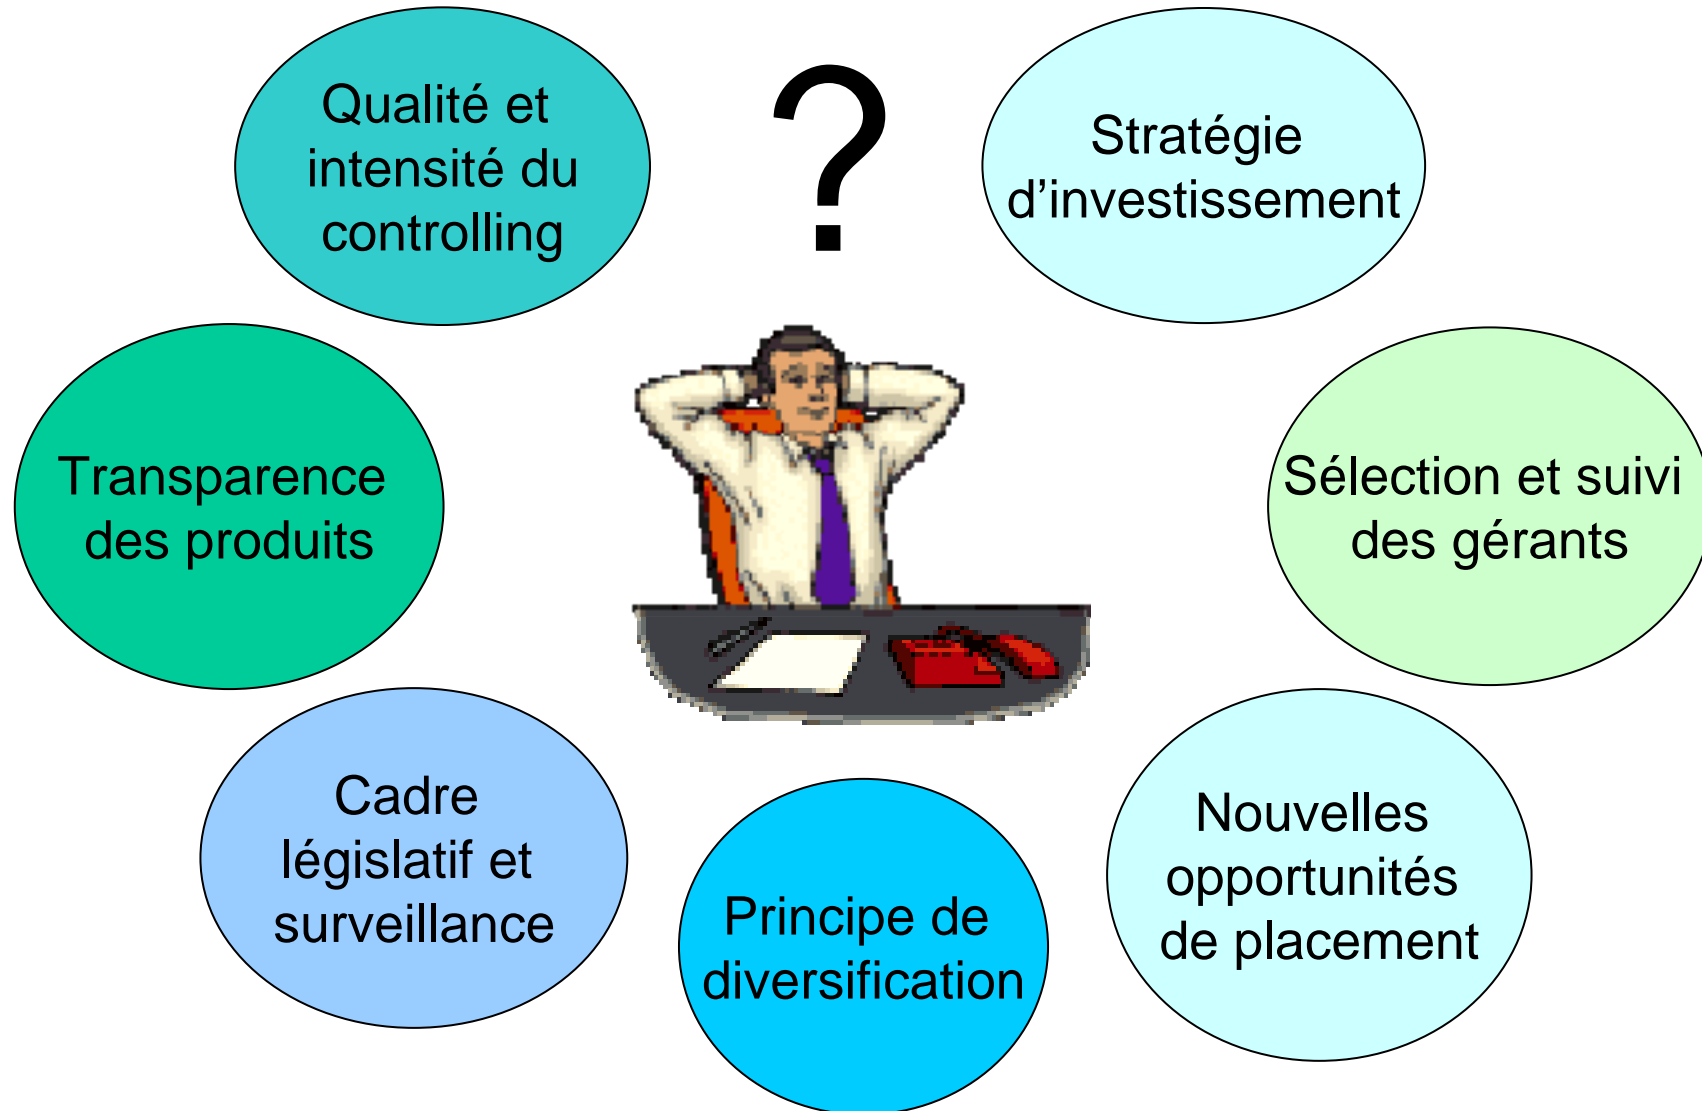 Qualité et
intensité du
controlling
?
Stratégie
d’investissement
Transparence
des produits
Sélection et suivi
des gérants
Cadre
législatif et
surveillance
Principe de
diversification
Nouvelles
opportunités
de placement